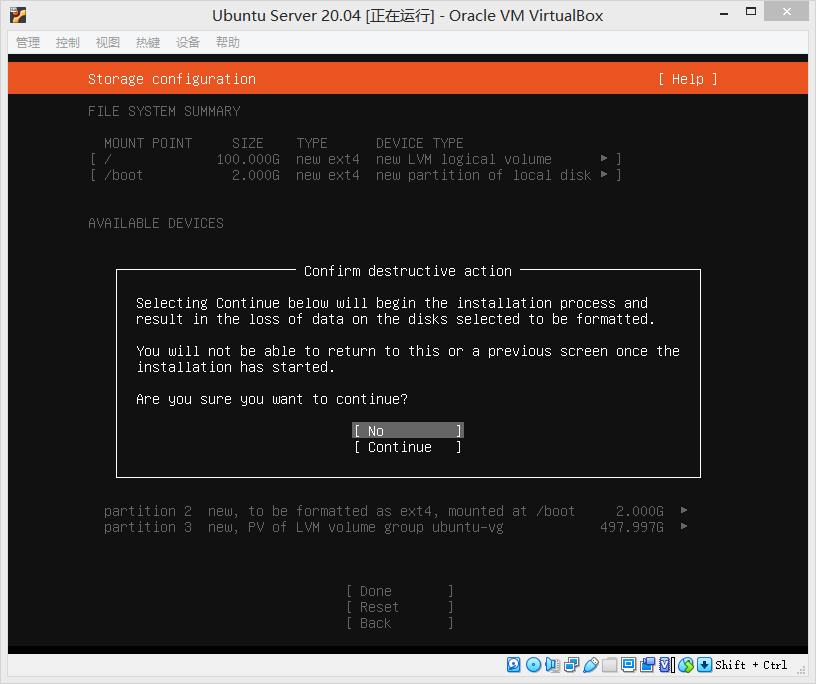 Ubuntu Server 20.04 [正在运行] - Oracle VM VirtualBox
管理 控制 视图 热键 设备 帮助
Storage configuration [ Help ]
FILE SYSTEM SUMMARY
MOUNT POINT SIZE TYPE DEVICE TYPE
[ / 100.000G new ext4 new LVM logical volume ▸ ]
[ /boot 2.000G new ext4 new partition of local disk ▸ ]
AVAILABLE DEVICES
Confirm destructive action
Selecting Continue below will begin the installation process and
result in the loss of data on the disks selected to be formatted.
You will not be able to return to this or a previous screen once the
installation has started.
Are you sure you want to continue?
[ No ]
[ Continue ]
partition 2 new, to be formatted as ext4, mounted at /boot 2.000G ▸
partition 3 new, PV of LVM volume group ubuntu-vg 497.997G ▸
[ Done ]
[ Reset ]
[ Back ]
Shift + Ctrl